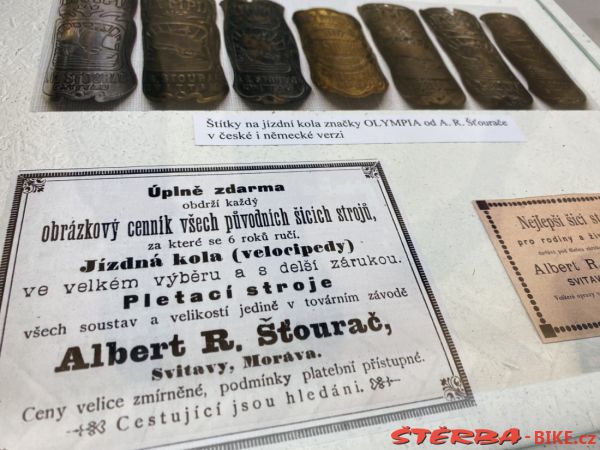 A. R. ŠŤOURAČ
Štítky na jízdní kola značky OLYMPIA od A. R. Šťourače
v české i německé verzi
Úplně zdarma
obdrží každý
obrázkový cenník všech původních šicích strojů,
za které se 6 roků ručí.
Jízdná kola (velocipedy)
ve velkém výběru a s delší zárukou.
Pletací stroje
všech soustav a velikostí jedině v továrním závodě
Albert R. Šťourač,
Svitavy, Morava.
Ceny velice zmírněné, podmínky platební přístupné.
Cestující jsou hledáni.
Nejlepší šicí
pro rodiny a
Albert R
SVITAV
ŠTĚRBA-BIKE.cz